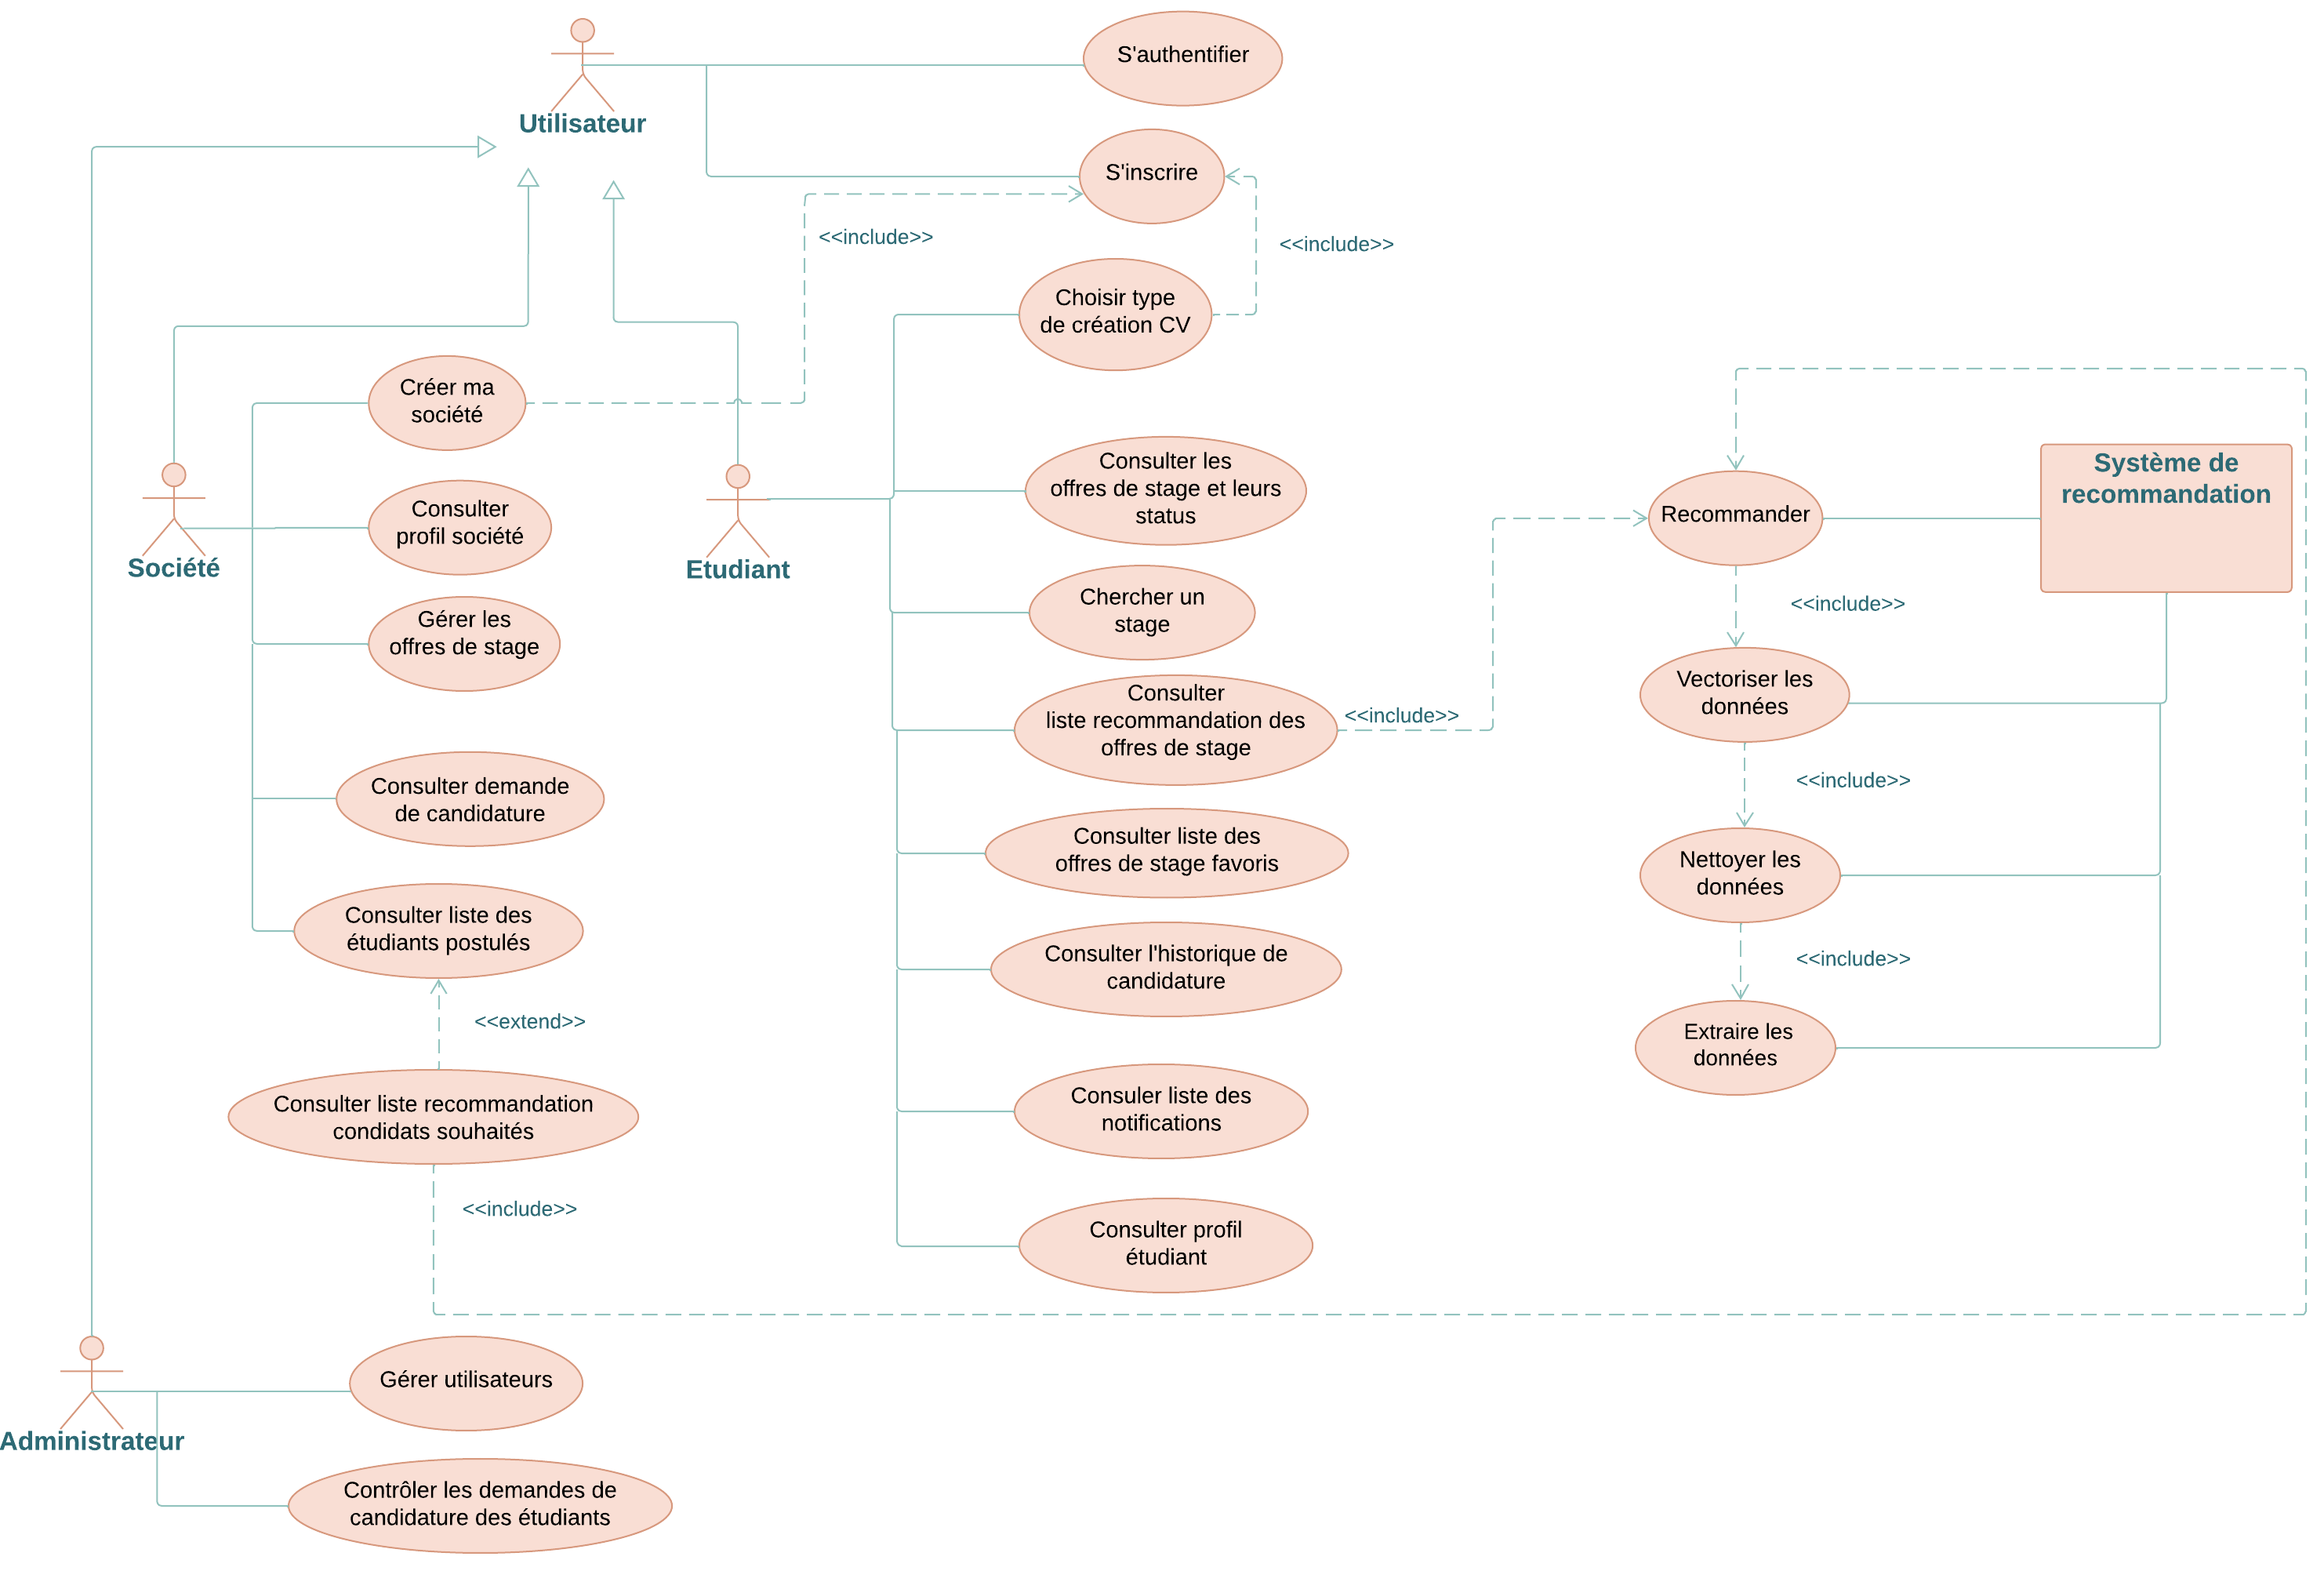 S'authentifier
Utilisateur
S'inscrire
<<include>>
<<include>>
Choisir type
de création CV
Créer ma
société
Consulter les
offres de stage et leurs
status
Système de
recommandation
Recommander
Consulter
profil société
Société
Etudiant
Chercher un
stage
<<include>>
Gérer les
offres de stage
Vectoriser les
données
Consulter
liste recommandation des
offres de stage
<<include>>
<<include>>
Consulter demande
de candidature
Consulter liste des
offres de stage favoris
Nettoyer les
données
Consulter liste des
étudiants postulés
Consulter l'historique de
candidature
<<include>>
<<extend>>
Extraire les
données
Consulter liste recommandation
condidats souhaités
Consuler liste des
notifications
<<include>>
Consulter profil
étudiant
Gérer utilisateurs
Administrateur
Contrôler les demandes de
candidature des étudiants